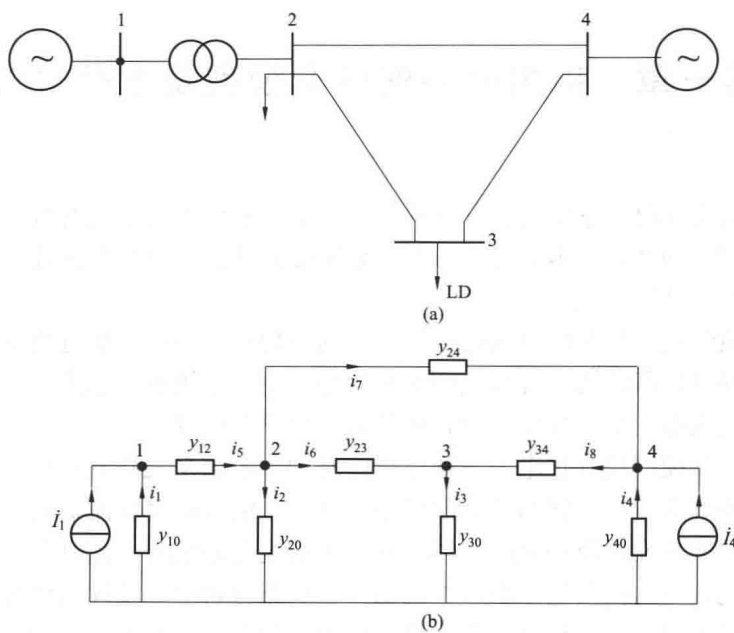 1
2
4
~
~
3
LD
(a)
y₂₄
i₇
1
y₁₂
i₅
2
i₆
y₂₃
3
y₃₄
i₈
4
İ₁
i₁
y₁₀
i₂
y₂₀
i₃
y₃₀
i₄
y₄₀
İ₄
(b)